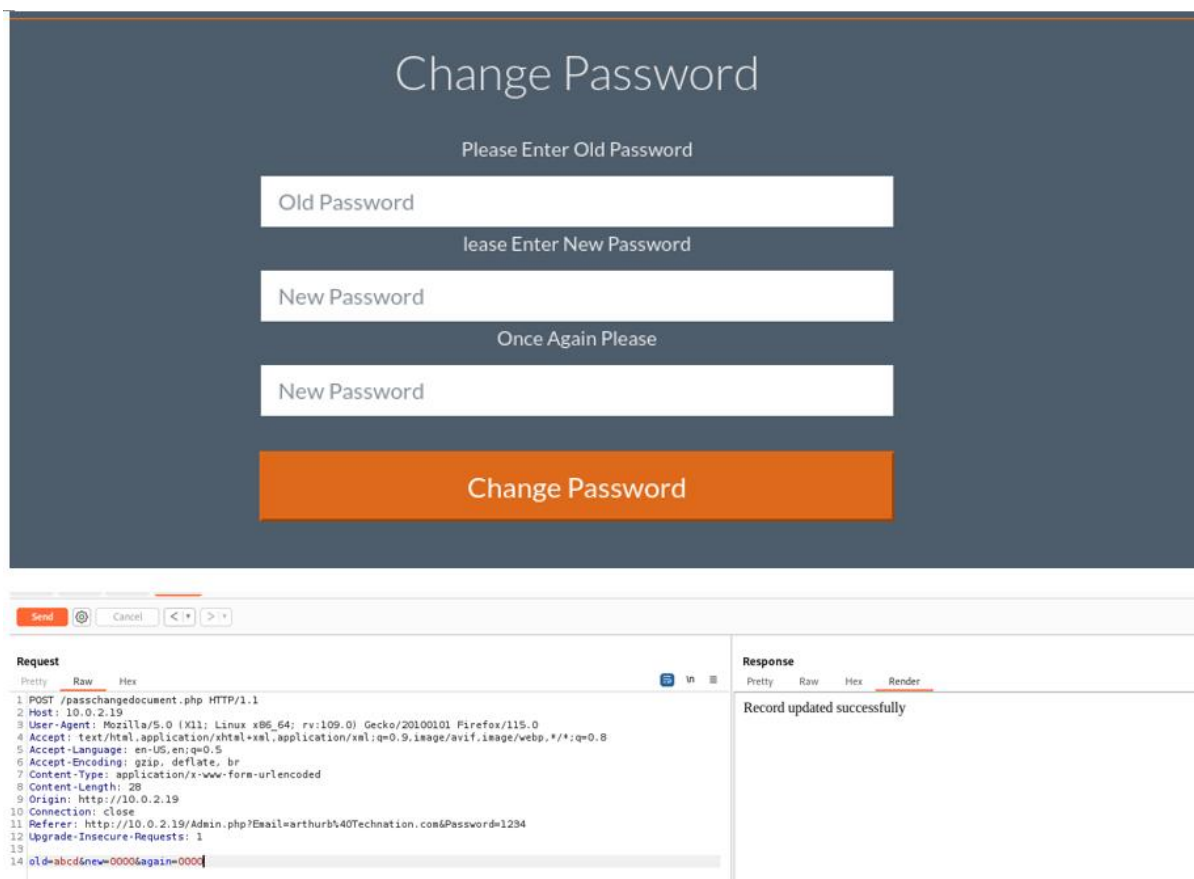 Change Password
Please Enter Old Password
Old Password
lease Enter New Password
New Password
Once Again Please
New Password
Change Password
Send
Cancel
< >
Request
Pretty Raw Hex
\n
1 POST /passchangedocument.php HTTP/1.1
2 Host: 10.0.2.19
3 User-Agent: Mozilla/5.0 (X11; Linux x86_64; rv:109.0) Gecko/20100101 Firefox/115.0
4 Accept: text/html,application/xhtml+xml,application/xml;q=0.9,image/avif,image/webp,*/*;q=0.8
5 Accept-Language: en-US,en;q=0.5
6 Accept-Encoding: gzip, deflate, br
7 Content-Type: application/x-www-form-urlencoded
8 Content-Length: 28
9 Origin: http://10.0.2.19
10 Connection: close
11 Referer: http://10.0.2.19/Admin.php?Email=arthurb%40Technation.com&Password=1234
12 Upgrade-Insecure-Requests: 1
13
14 old=abcd&new=0000&again=0000
Response
Pretty Raw Hex Render
Record updated successfully